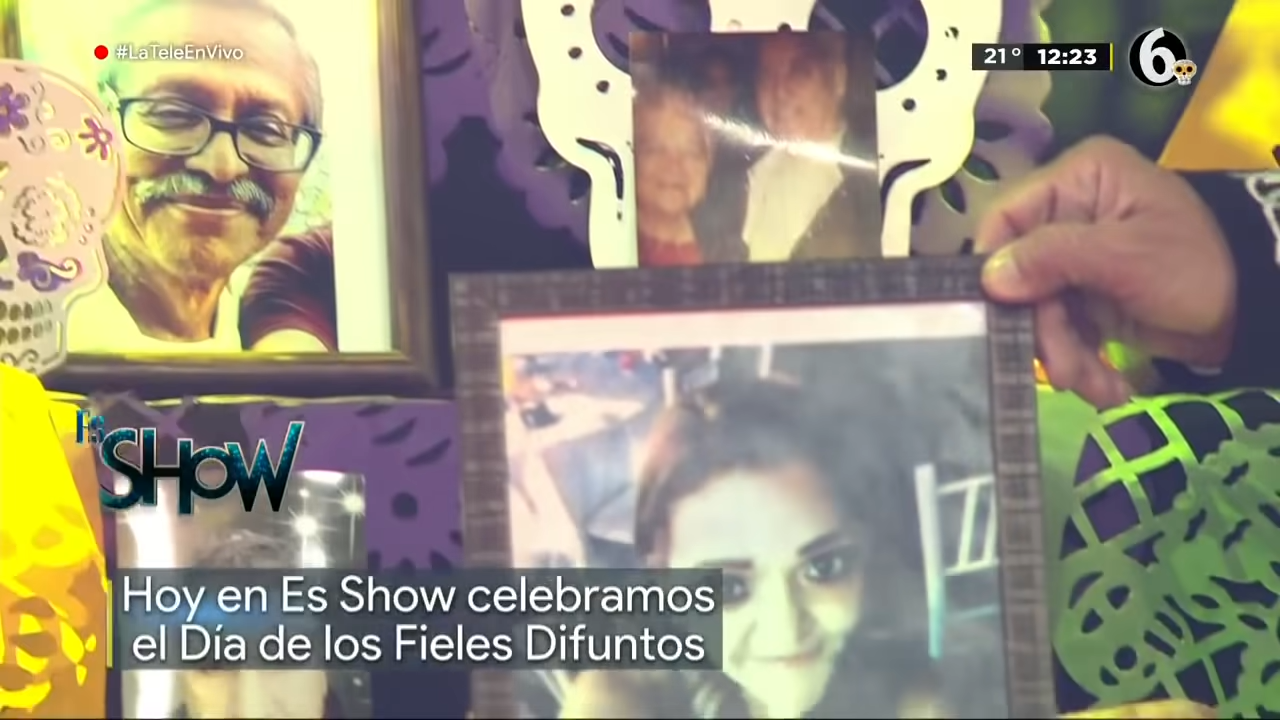 #LaTeleEnVivo
21° 12:23
6
Es
SHOW
Hoy en Es Show celebramos
el Día de los Fieles Difuntos